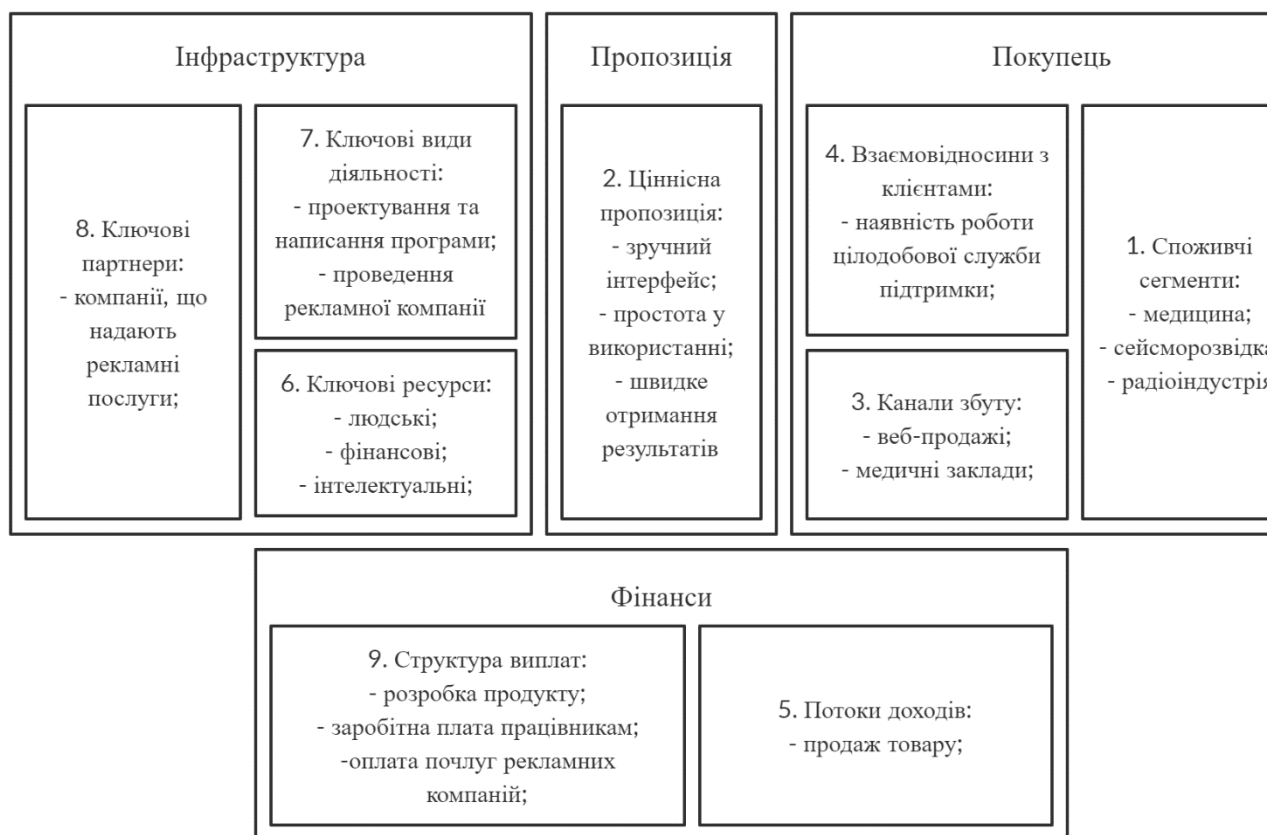 Інфраструктура
8. Ключові
партнери:
- компанії, що
надають
рекламні
послуги;
7. Ключові види
діяльності:
- проектування та
написання програми;
- проведення
рекламної компанії
6. Ключові ресурси:
- людські;
- фінансові;
- інтелектуальні;
Пропозиція
2. Ціннісна
пропозиція:
- зручний
інтерфейс;
- простота у
використанні;
- швидке
отримання
результатів
Покупець
4. Взаємовідносини з
клієнтами:
- наявність роботи
цілодобової служби
підтримки;
3. Канали збуту:
- веб-продажі;
- медичні заклади;
1. Споживчі
сегменти:
- медицина;
- сейсморозвідка
- радіоіндустрія
Фінанси
9. Структура виплат:
- розробка продукту;
- заробітна плата працівникам;
-оплата почлуг рекламних
компаній;
5. Потоки доходів:
- продаж товару;